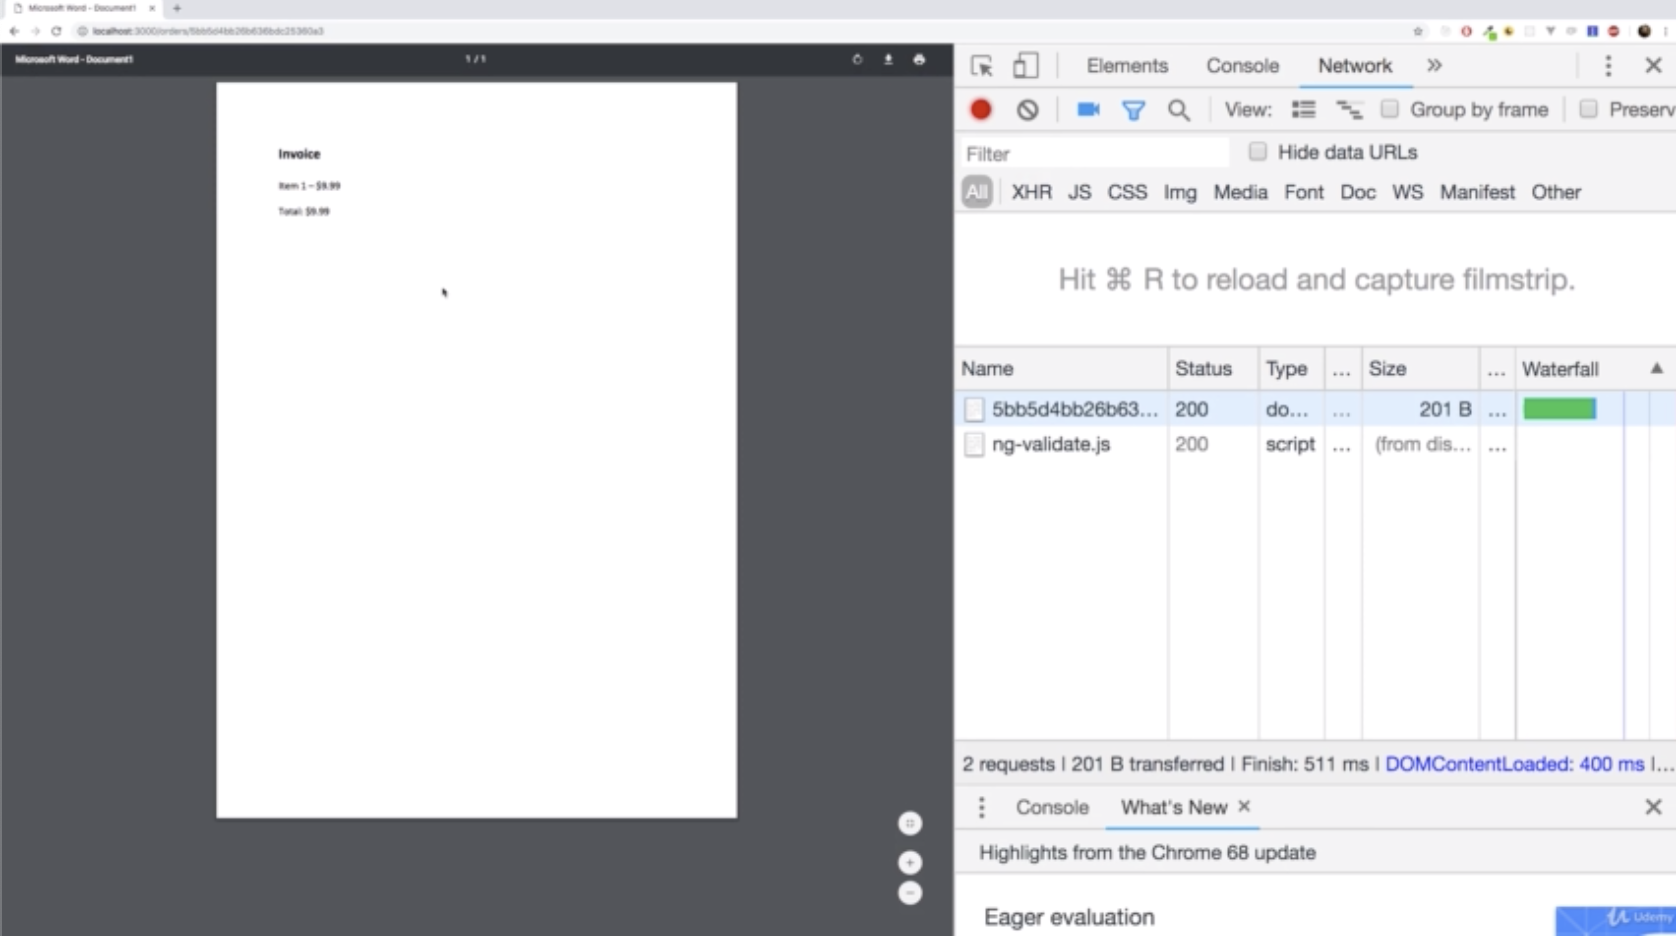 Microsoft Word - Document1
localhost:3000/orders/5bb5d4bb26b636bdc25360a3
Microsoft Word - Document1
1 / 1
Invoice
Item 1 – $9.99
Total: $9.99
Elements
Console
Network
View:
Group by frame
Preserv
Filter
Hide data URLs
All
XHR
JS
CSS
Img
Media
Font
Doc
WS
Manifest
Other
Hit ⌘ R to reload and capture filmstrip.
Name
Status
Type
...
Size
...
Waterfall
5bb5d4bb26b63...
200
do...
...
201 B
...
ng-validate.js
200
script
...
(from dis...
...
2 requests | 201 B transferred | Finish: 511 ms | DOMContentLoaded: 400 ms |...
Console
What's New
Highlights from the Chrome 68 update
Eager evaluation
Udemy